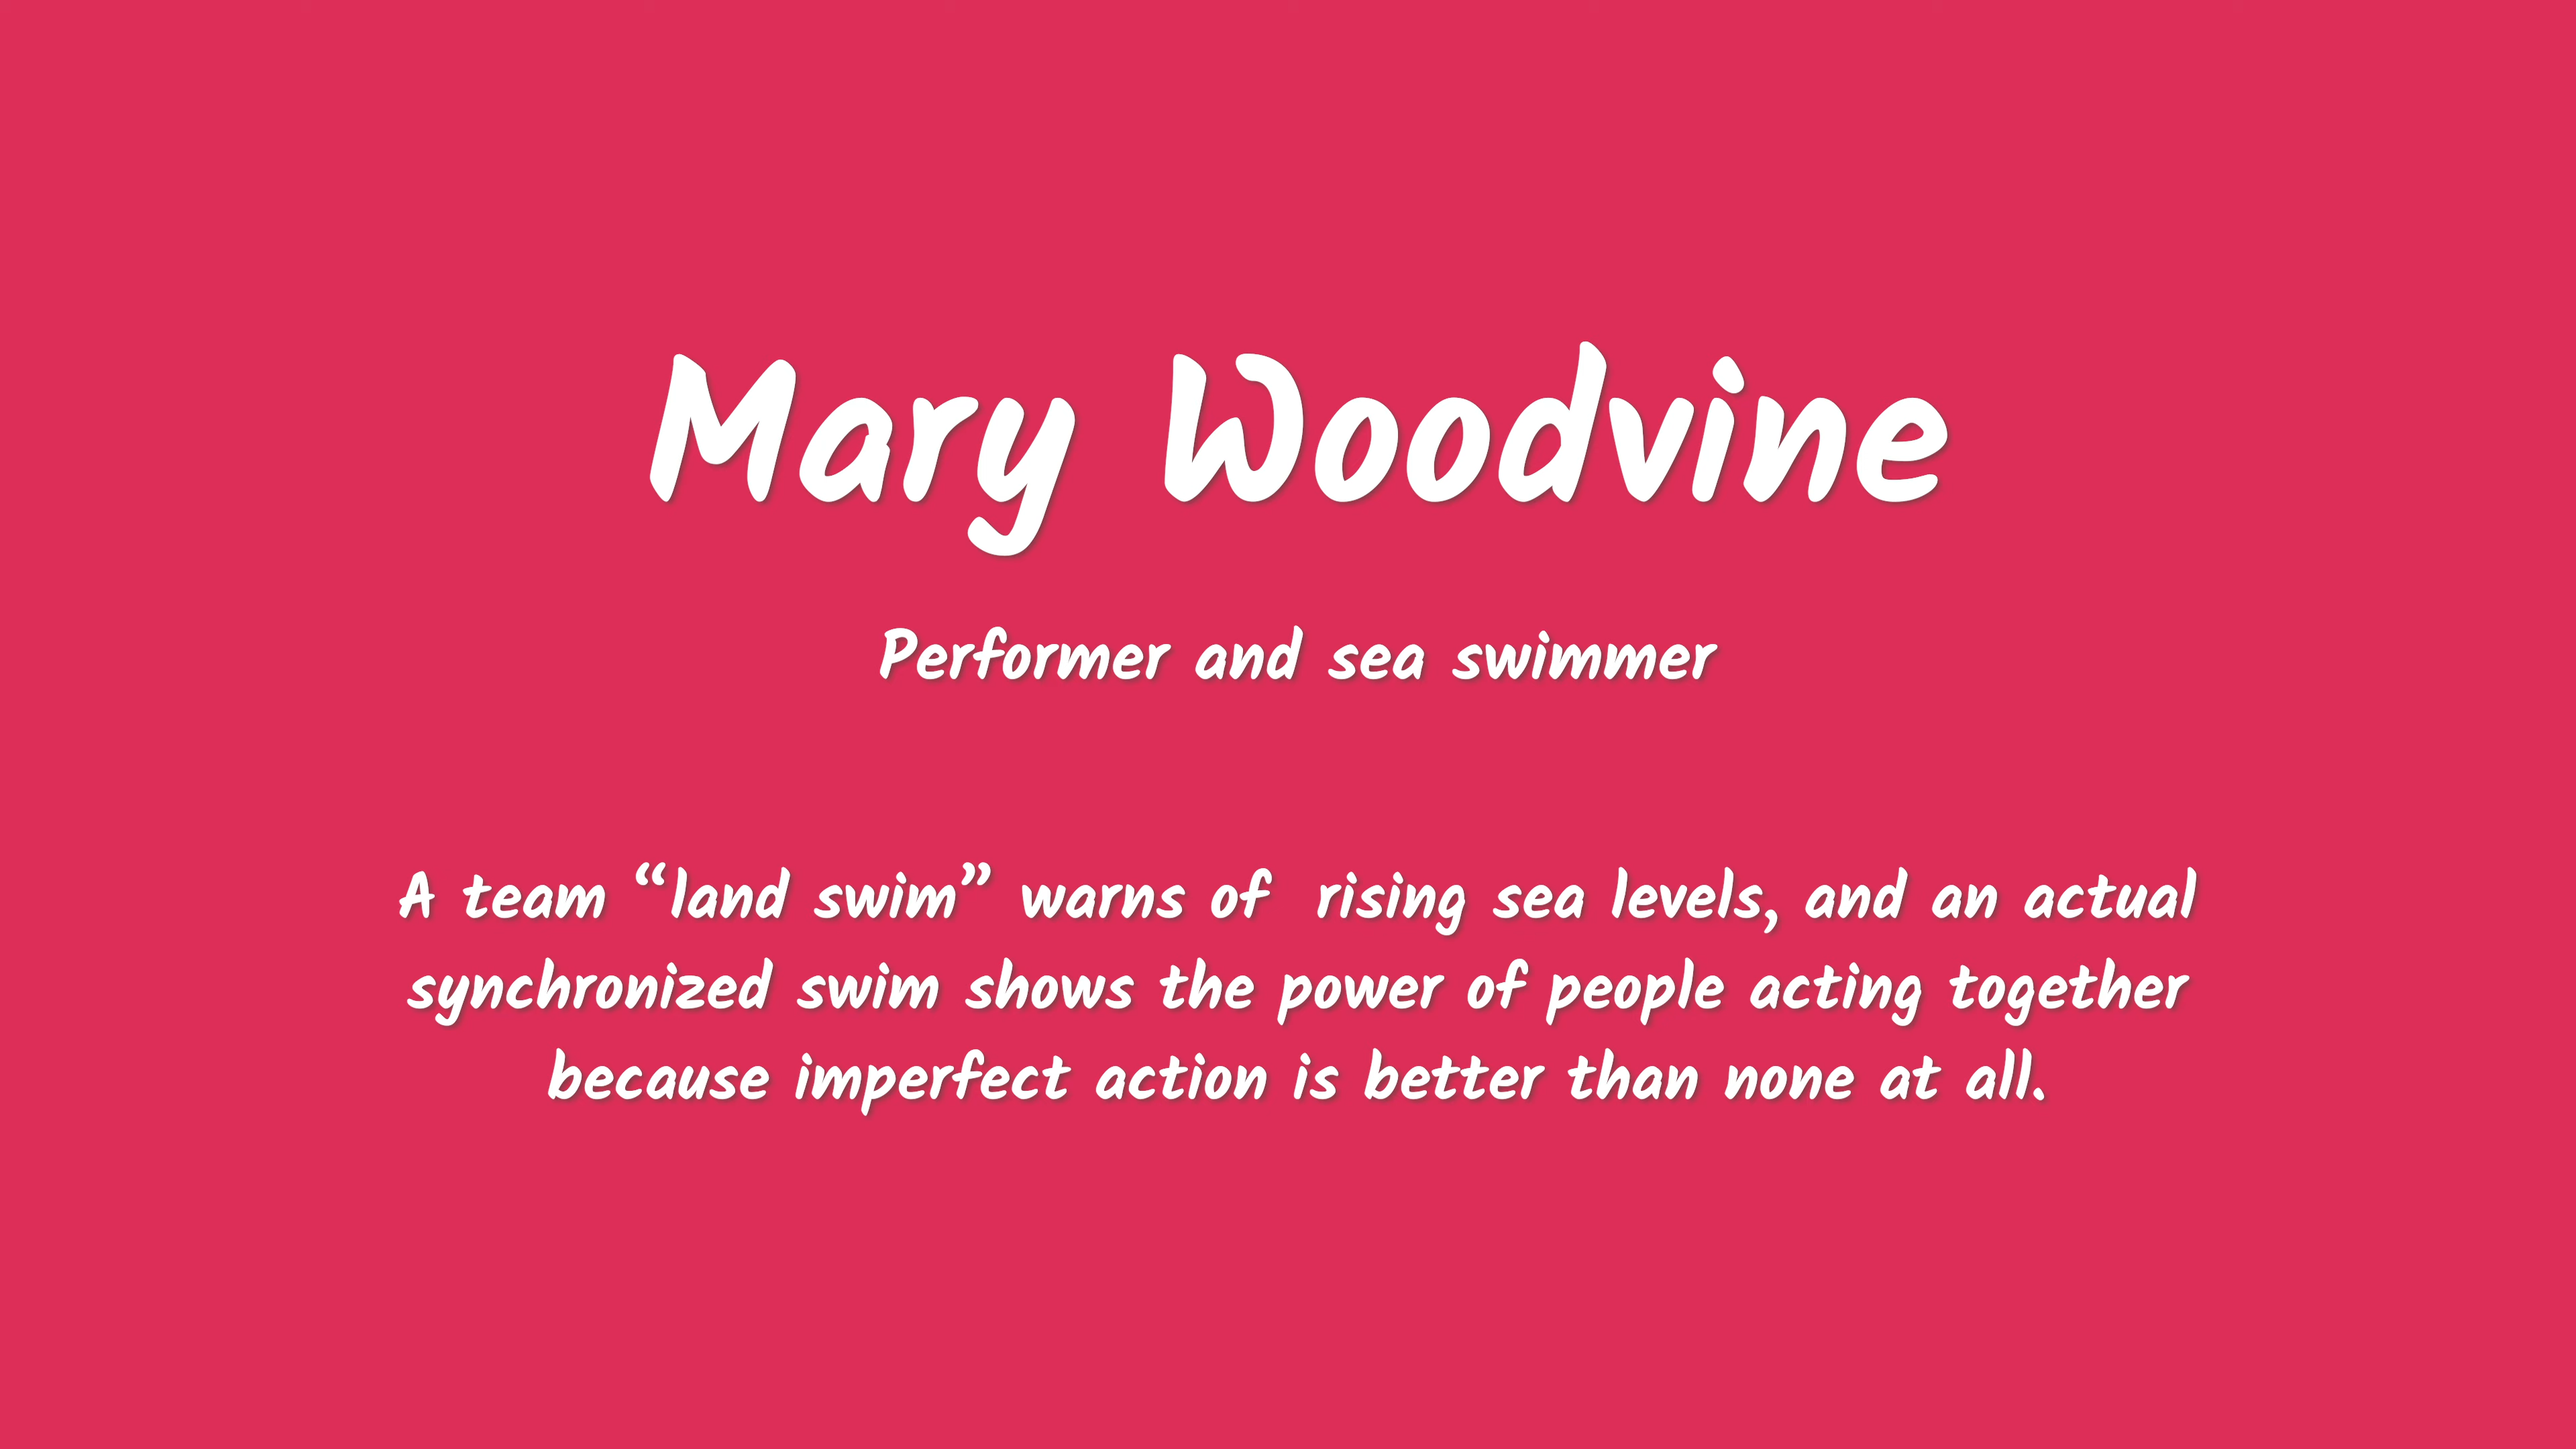 Mary Woodvine
Performer and sea swimmer
A team “land swim” warns of  rising sea levels, and an actual
synchronized swim shows the power of people acting together
because imperfect action is better than none at all.